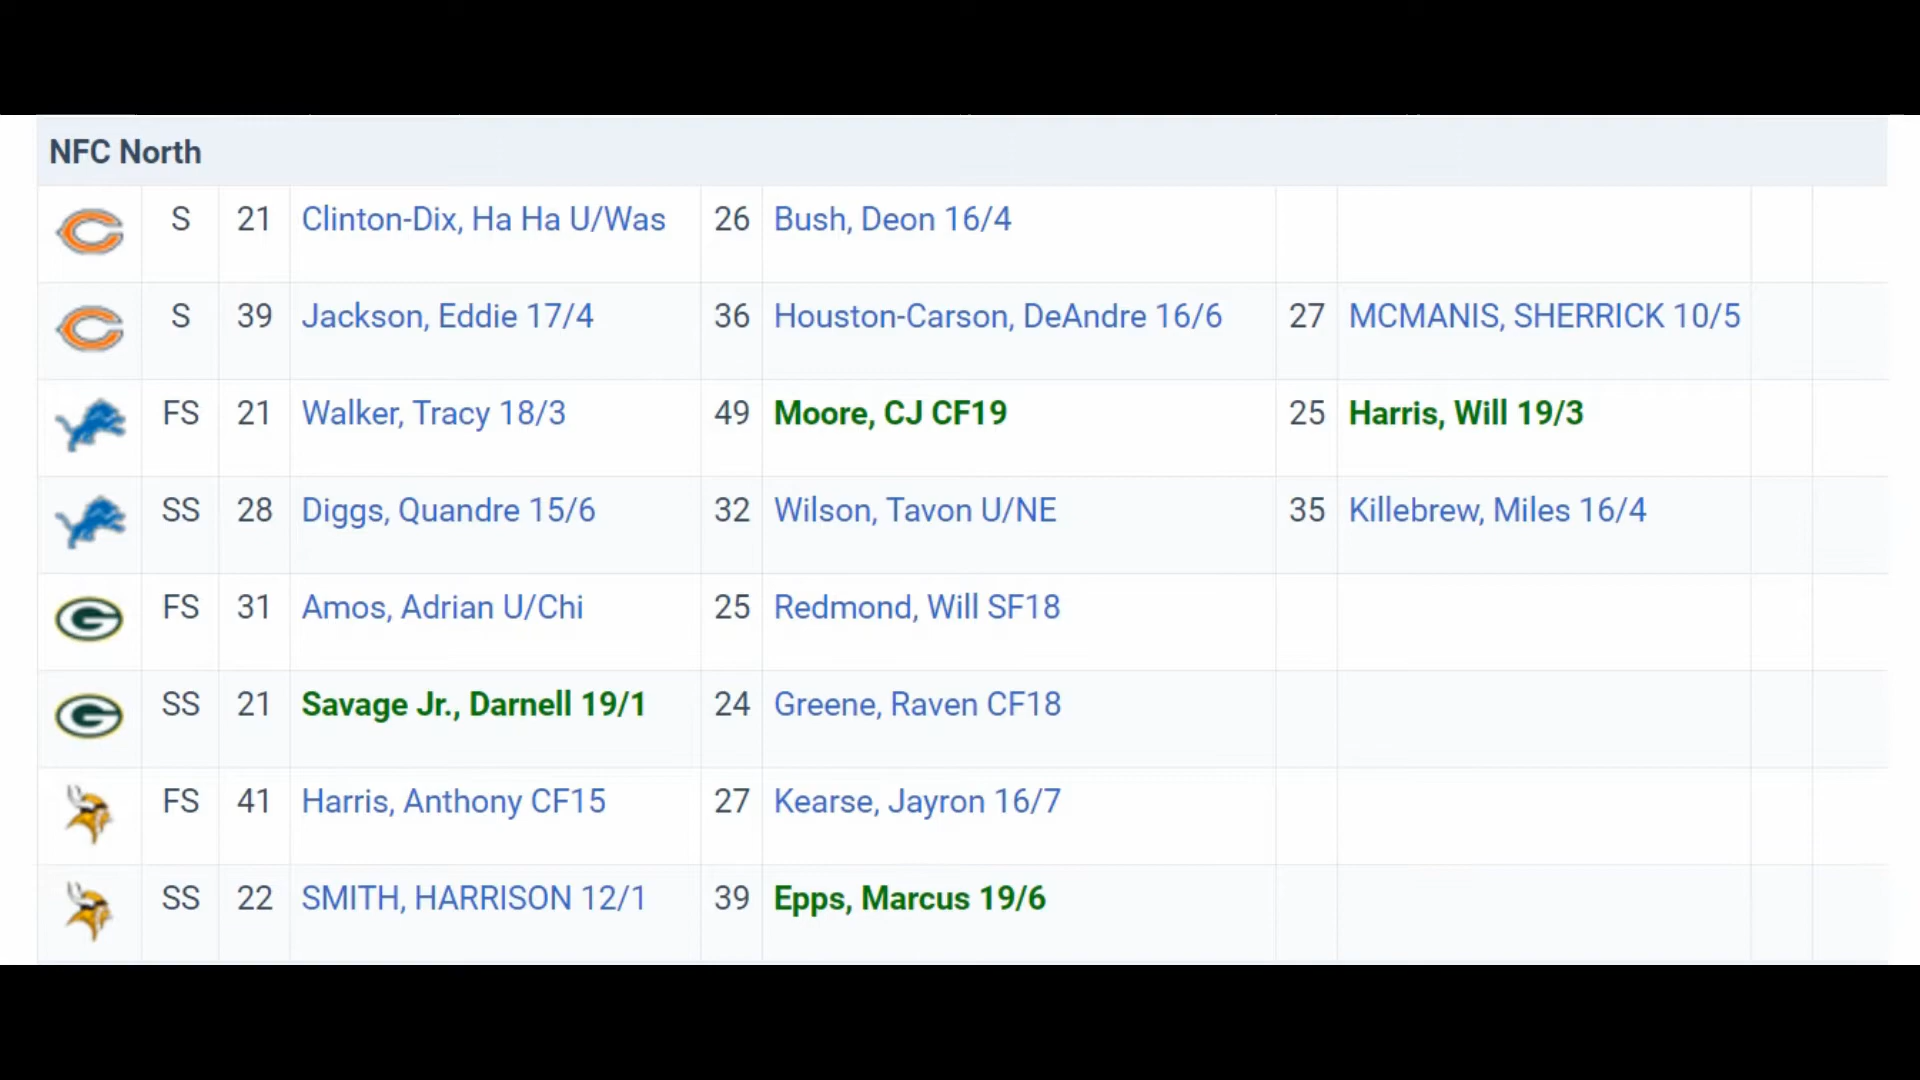 NFC North
S 21 Clinton-Dix, Ha Ha U/Was 26 Bush, Deon 16/4
S 39 Jackson, Eddie 17/4 36 Houston-Carson, DeAndre 16/6 27 MCMANIS, SHERRICK 10/5
FS 21 Walker, Tracy 18/3 49 Moore, CJ CF19 25 Harris, Will 19/3
SS 28 Diggs, Quandre 15/6 32 Wilson, Tavon U/NE 35 Killebrew, Miles 16/4
FS 31 Amos, Adrian U/Chi 25 Redmond, Will SF18
SS 21 Savage Jr., Darnell 19/1 24 Greene, Raven CF18
FS 41 Harris, Anthony CF15 27 Kearse, Jayron 16/7
SS 22 SMITH, HARRISON 12/1 39 Epps, Marcus 19/6